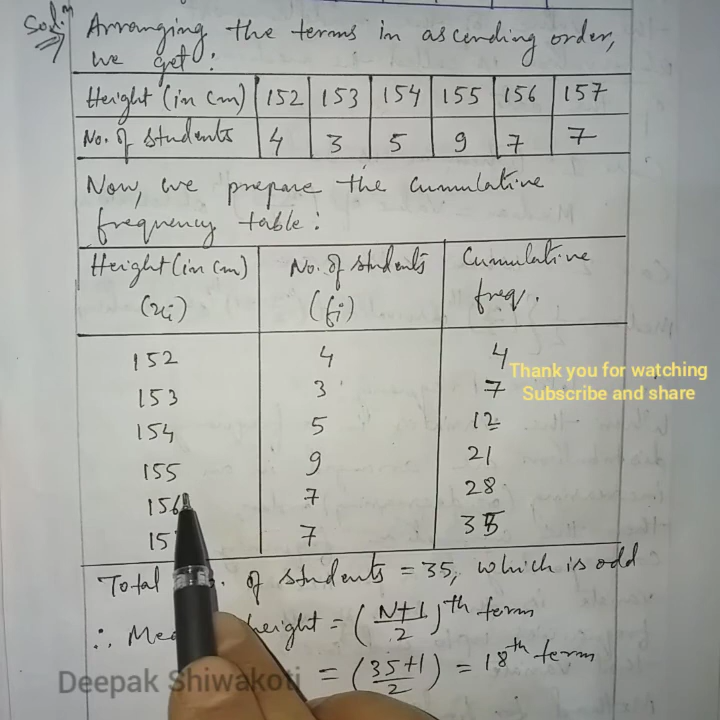 Sol.n
Arranging the terms in ascending order,
we get:
Height (in cm) 152 153 154 155 156 157
No. of students 4 3 5 9 7 7
Now, we prepare the cumulative
frequency table:
Height (in cm) No. of students Cumulative
(xi) (fi) freq.
152 4 4
Thank you for watching
153 3 7
Subscribe and share
154 5 12
155 9 21
156 7 28
15 7 35
Total of students = 35, which is odd
∴ height = (N+1/2)th term
= (35+1/2) = 18th term
Deepak Shiwakoti